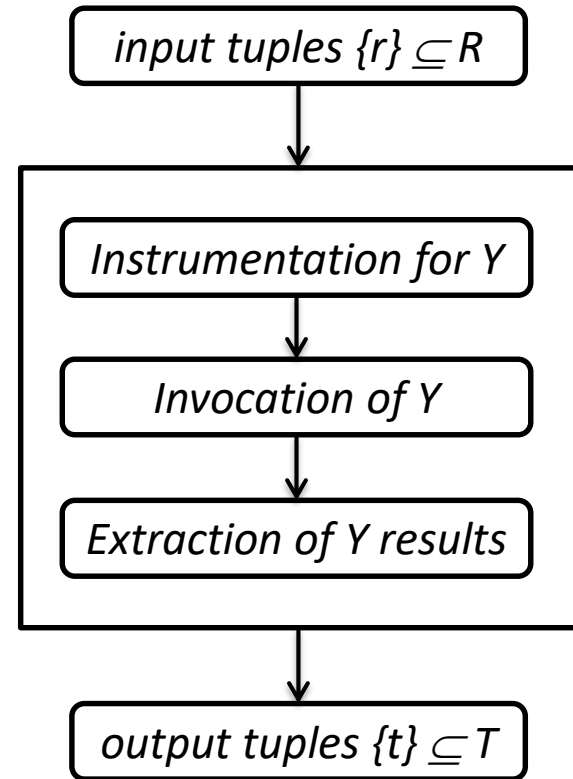 input tuples {r} ⊆ R
Instrumentation for Y
Invocation of Y
Extraction of Y results
output tuples {t} ⊆ T